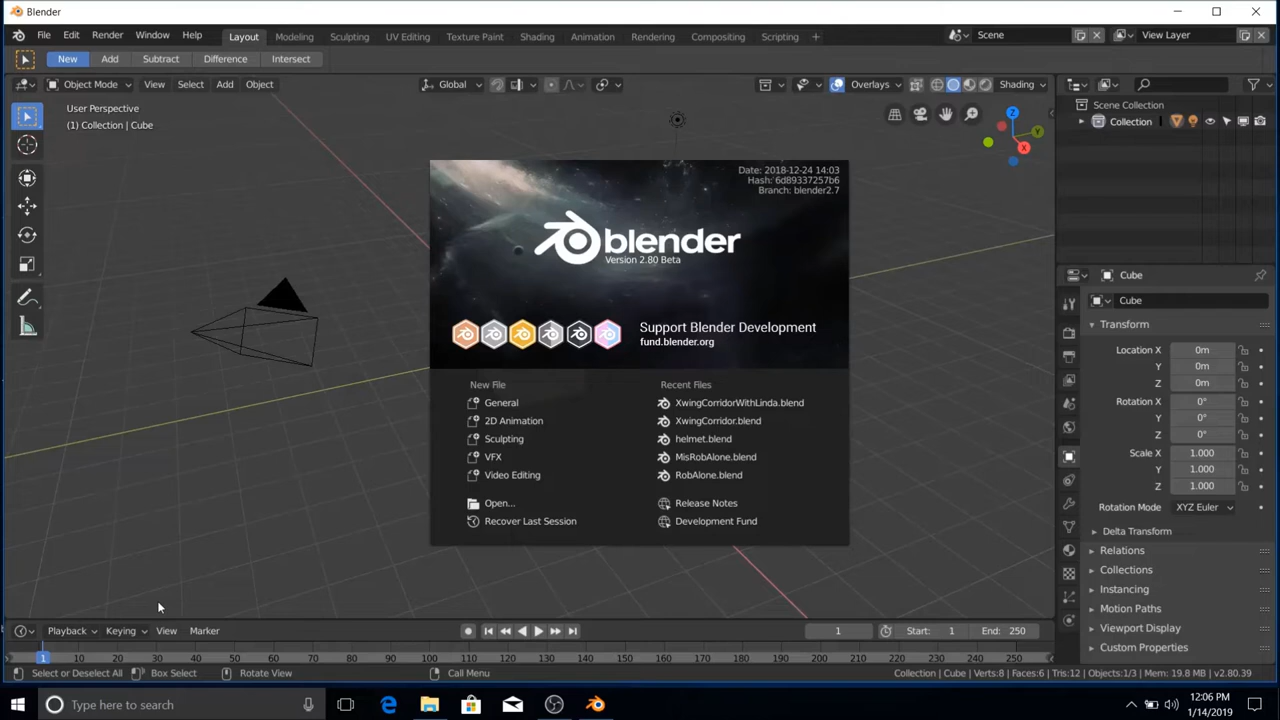 Blender
File Edit Render Window Help Layout Modeling Sculpting UV Editing Texture Paint Shading Animation Rendering Compositing Scripting + Scene View Layer
New Add Subtract Difference Intersect
Object Mode View Select Add Object Global Overlays Shading
User Perspective
(1) Collection | Cube
Scene Collection
Collection
Z
Y
X
Date: 2018-12-24 14:03
Hash: 6d89337257b6
Branch: blender2.7
blender
Version 2.80 Beta
Support Blender Development
fund.blender.org
New File
General
2D Animation
Sculpting
VFX
Video Editing
Open...
Recover Last Session
Recent Files
XwingCorridorWithLinda.blend
XwingCorridor.blend
helmet.blend
MisRobAlone.blend
RobAlone.blend
Release Notes
Development Fund
Cube
Cube
Transform
Location X 0m
Y 0m
Z 0m
Rotation X 0°
Y 0°
Z 0°
Scale X 1.000
Y 1.000
Z 1.000
Rotation Mode XYZ Euler
Delta Transform
Relations
Collections
Instancing
Motion Paths
Viewport Display
Custom Properties
Playback Keying View Marker 1 Start: 1 End: 250
1 10 20 30 40 50 60 70 80 90 100 110 120 130 140 150 160 170 180 190 200 210 220 230 240 250
Select or Deselect All Box Select Rotate View Call Menu Collection | Cube | Verts:8 | Faces:6 | Tris:12 | Objects:1/3 | Mem: 19.8 MB | v2.80.39
Type here to search
12:06 PM
1/14/2019